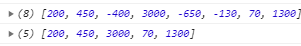 ▶ (8) [200, 450, -400, 3000, -650, -130, 70, 1300]
▶ (5) [200, 450, 3000, 70, 1300]